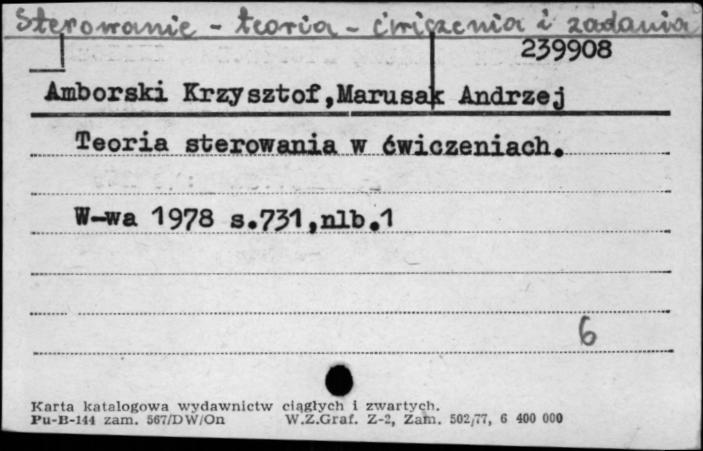 Sterowanie - teoria - ćwiczenia i zadania
239908
Amborski Krzysztof,Marusak Andrzej
Teoria sterowania w ćwiczeniach.
W-wa 1978 s.731,nlb.1
6
Karta katalogowa wydawnictw ciągłych i zwartych.
Pu-B-144 zam. 567/DW/On W.Z.Graf. Z-2, Zam. 502/77, 6 400 000